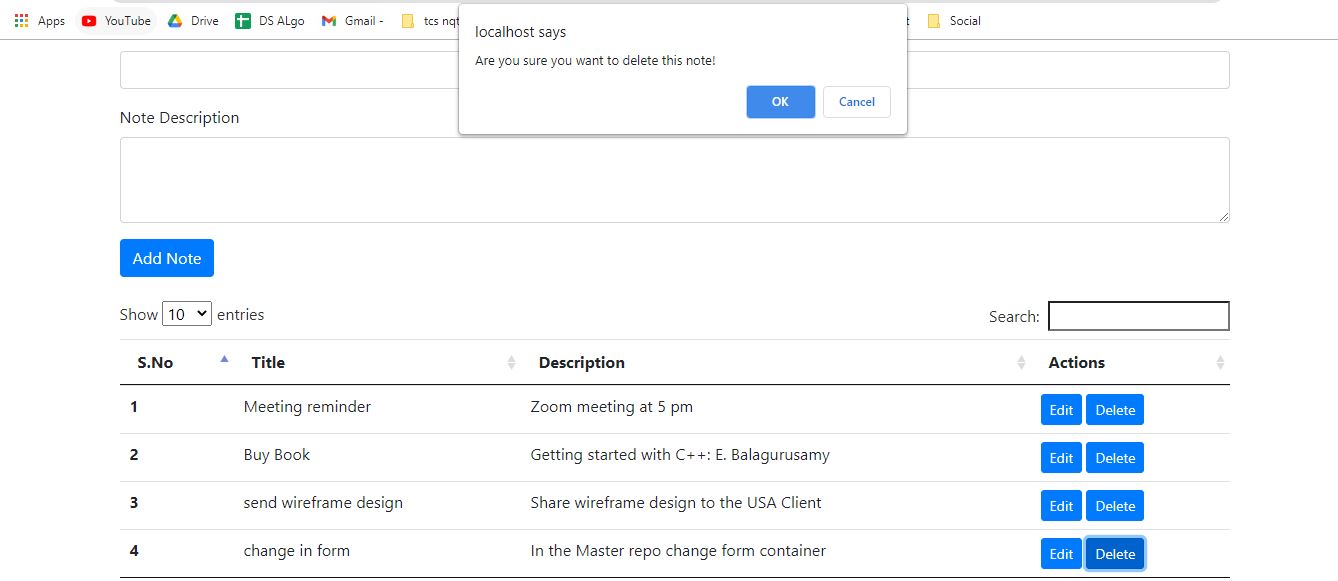 Apps YouTube Drive DS ALgo Gmail - tcs nqt Social
localhost says
Are you sure you want to delete this note!
OK Cancel
Note Description
Add Note
Show 10 entries Search:
S.No Title Description Actions
1 Meeting reminder Zoom meeting at 5 pm Edit Delete
2 Buy Book Getting started with C++: E. Balagurusamy Edit Delete
3 send wireframe design Share wireframe design to the USA Client Edit Delete
4 change in form In the Master repo change form container Edit Delete